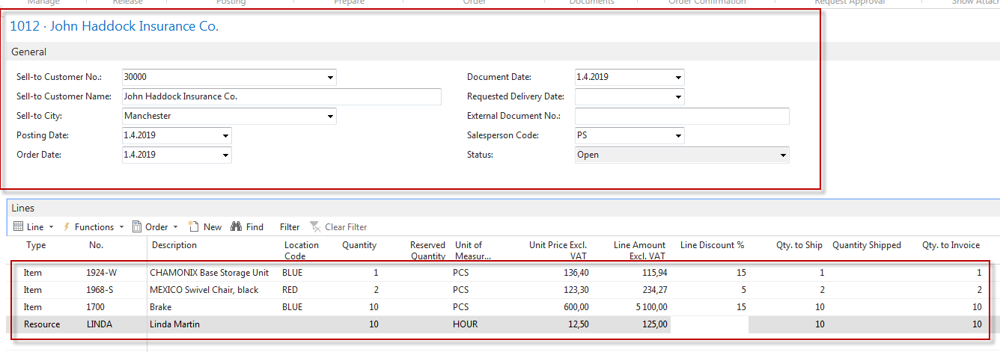 Manage Release Posting Prepare Order Documents Order Confirmation Request Approval Show Attach
1012 · John Haddock Insurance Co.
General
Sell-to Customer No.: 30000 Document Date: 1.4.2019
Sell-to Customer Name: John Haddock Insurance Co. Requested Delivery Date:
Sell-to City: Manchester External Document No.:
Posting Date: 1.4.2019 Salesperson Code: PS
Order Date: 1.4.2019 Status: Open
Lines
Line Functions Order New Find Filter Clear Filter
Type No. Description Location Code Quantity Reserved Quantity Unit of Measur... Unit Price Excl. VAT Line Amount Excl. VAT Line Discount % Qty. to Ship Quantity Shipped Qty. to Invoice
Item 1924-W CHAMONIX Base Storage Unit BLUE 1 PCS 136,40 115,94 15 1 1
Item 1968-S MEXICO Swivel Chair, black RED 2 PCS 123,30 234,27 5 2 2
Item 1700 Brake BLUE 10 PCS 600,00 5 100,00 15 10 10
Resource LINDA Linda Martin 10 HOUR 12,50 125,00 10 10